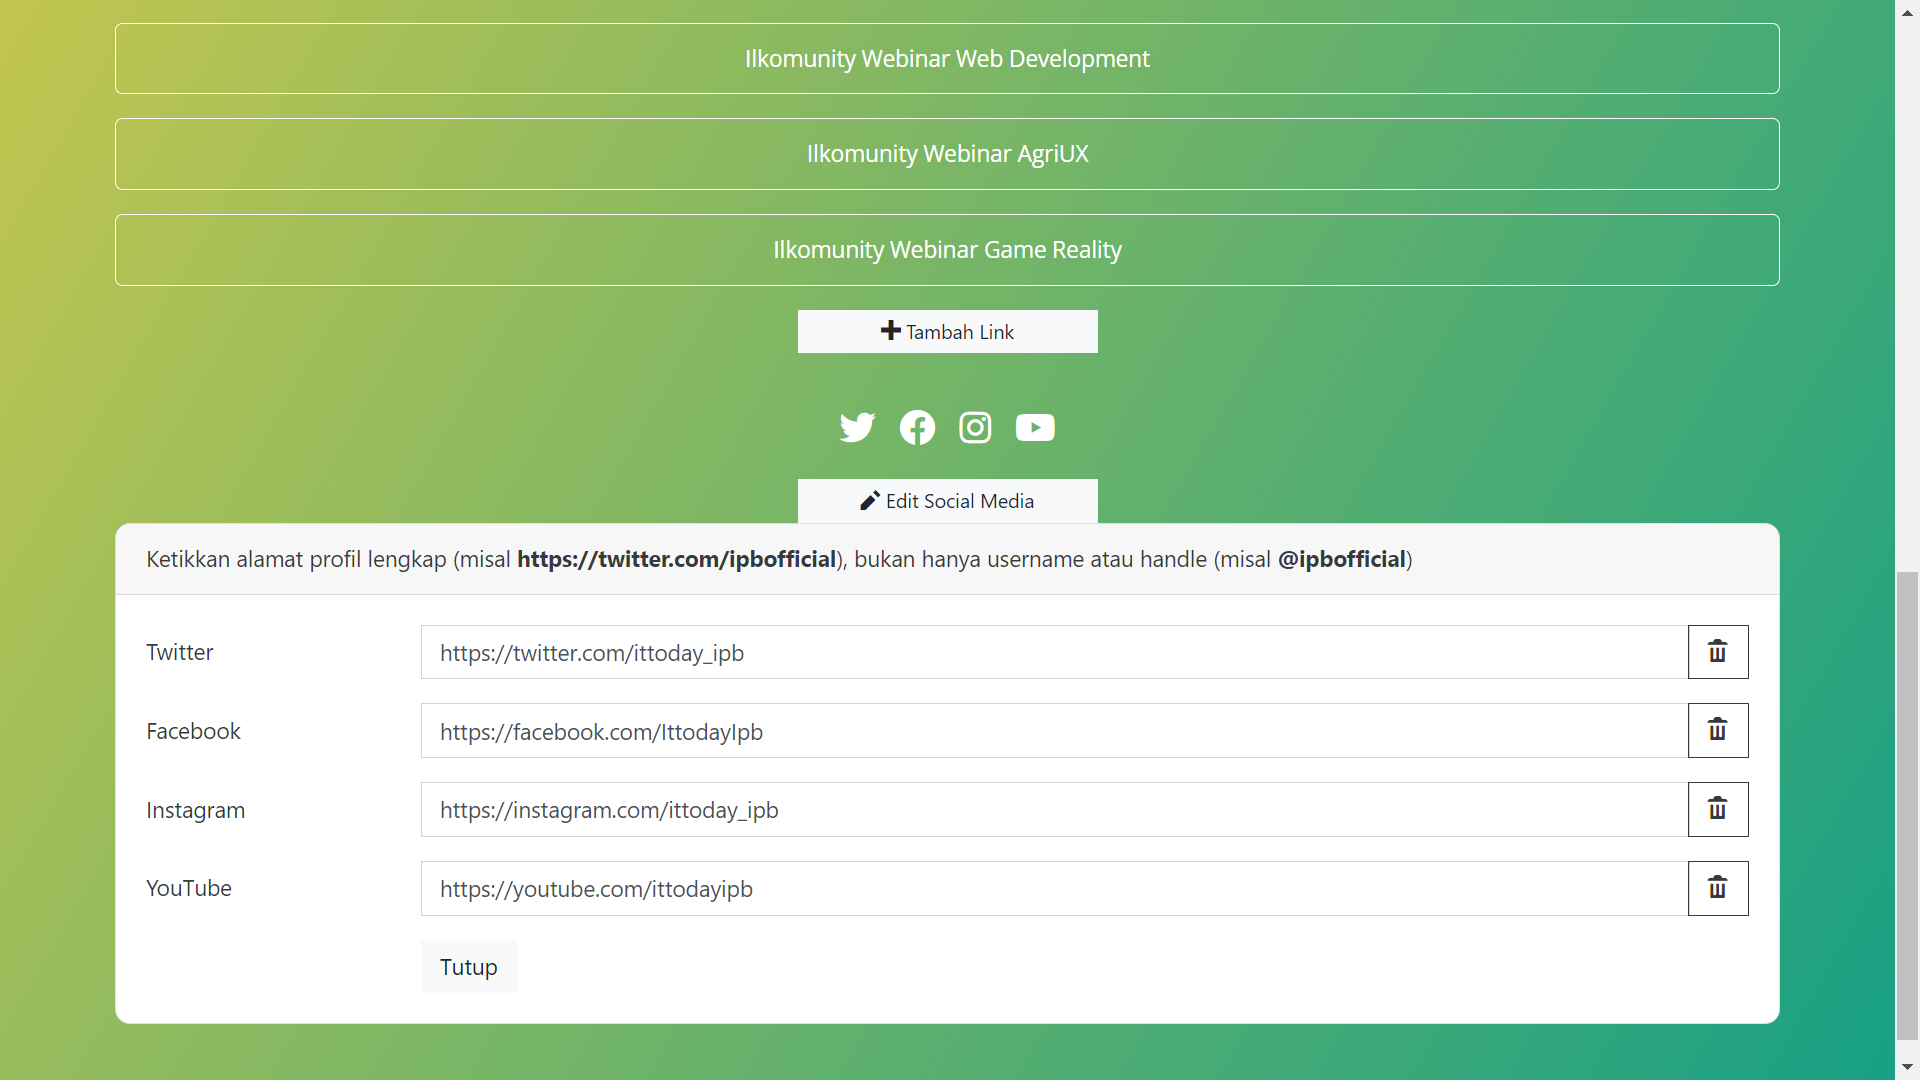 Ilkomunity Webinar Web Development
Ilkomunity Webinar AgriUX
Ilkomunity Webinar Game Reality
Tambah Link
Edit Social Media
Ketikkan alamat profil lengkap (misal https://twitter.com/ipbofficial), bukan hanya username atau handle (misal @ipbofficial)
Twitter
https://twitter.com/ittoday_ipb
Facebook
https://facebook.com/IttodayIpb
Instagram
https://instagram.com/ittoday_ipb
YouTube
https://youtube.com/ittodayipb
Tutup